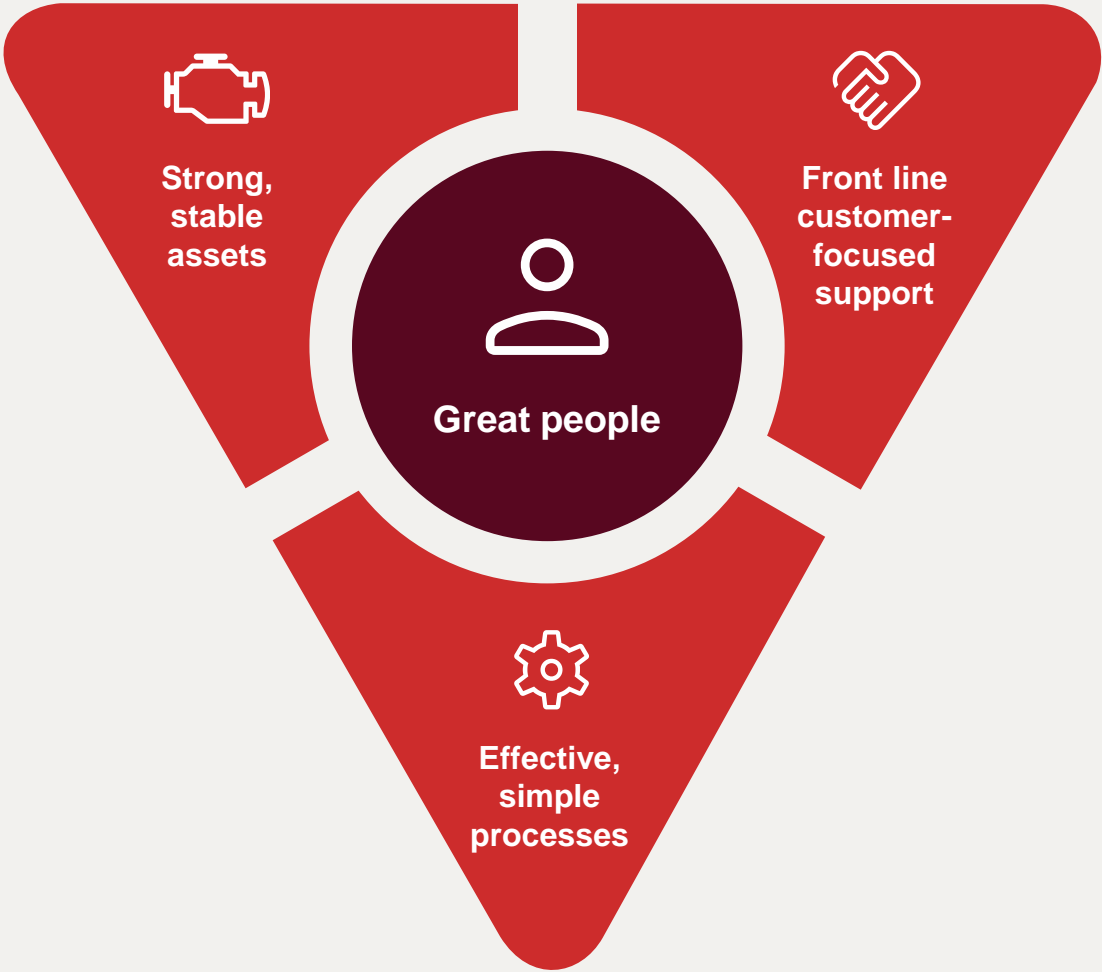 Strong,
stable
assets
Front line
customer-
focused
support
Great people
Effective,
simple
processes